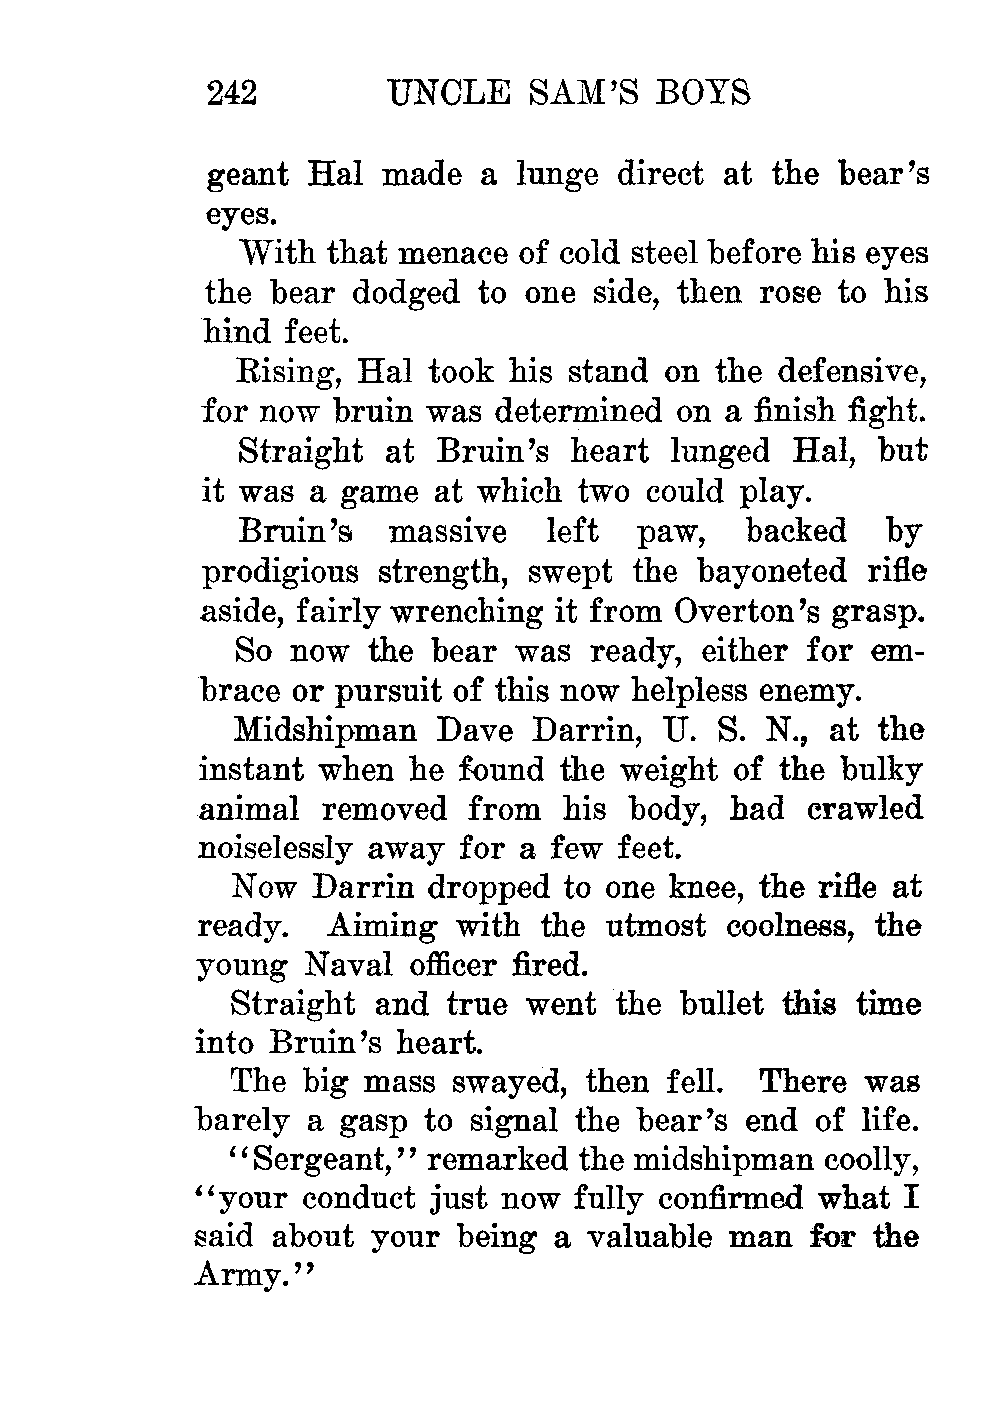 242 UNCLE SAM'S BOYS
geant Hal made a lunge direct at the bear's
eyes.
With that menace of cold steel before his eyes
the bear dodged to one side, then rose to his
hind feet.
Rising, Hal took his stand on the defensive,
for now bruin was determined on a finish fight.
Straight at Bruin's heart lunged Hal, but
it was a game at which two could play.
Bruin's massive left paw, backed by
prodigious strength, swept the bayoneted rifle
aside, fairly wrenching it from Overton's grasp.
So now the bear was ready, either for em-
brace or pursuit of this now helpless enemy.
Midshipman Dave Darrin, U. S. N., at the
instant when he found the weight of the bulky
animal removed from his body, had crawled
noiselessly away for a few feet.
Now Darrin dropped to one knee, the rifle at
ready. Aiming with the utmost coolness, the
young Naval officer fired.
Straight and true went the bullet this time
into Bruin's heart.
The big mass swayed, then fell. There was
barely a gasp to signal the bear's end of life.
"Sergeant," remarked the midshipman coolly,
"your conduct just now fully confirmed what I
said about your being a valuable man for the
Army."